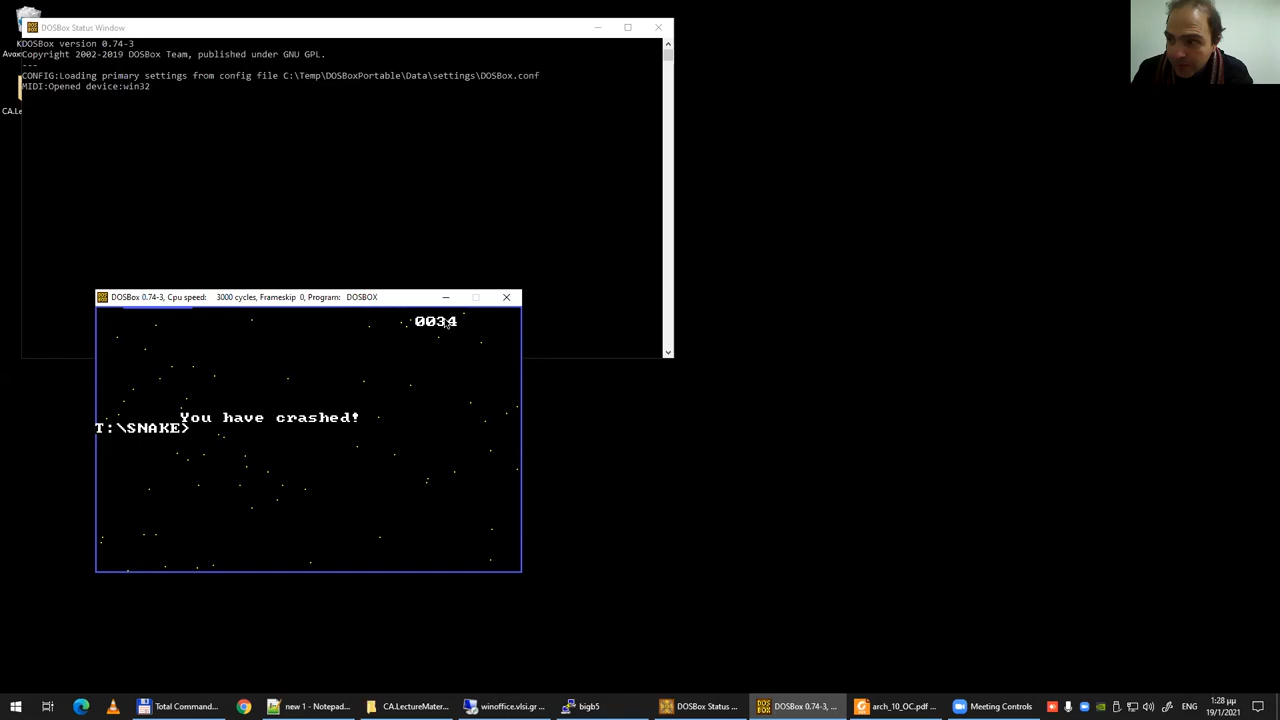 DOSBox Status Window
KDOSBox version 0.74-3
Avox
Copyright 2002-2019 DOSBox Team, published under GNU GPL.
---
CONFIG:Loading primary settings from config file C:\Temp\DOSBoxPortable\Data\settings\DOSBox.conf
MIDI:Opened device:win32
CA.Le
DOSBox 0.74-3, Cpu speed: 3000 cycles, Frameskip 0, Program: DOSBOX
0034
You have crashed!
T:\SNAKE>
Total Command...
new 1 - Notepad...
CA.LectureMater...
winoffice.vlsi.gr ...
bigb5
DOSBox Status ...
DOSBox 0.74-3, ...
arch_10_OC.pdf ...
Meeting Controls
ENG
1:28 μμ
19/1/2021